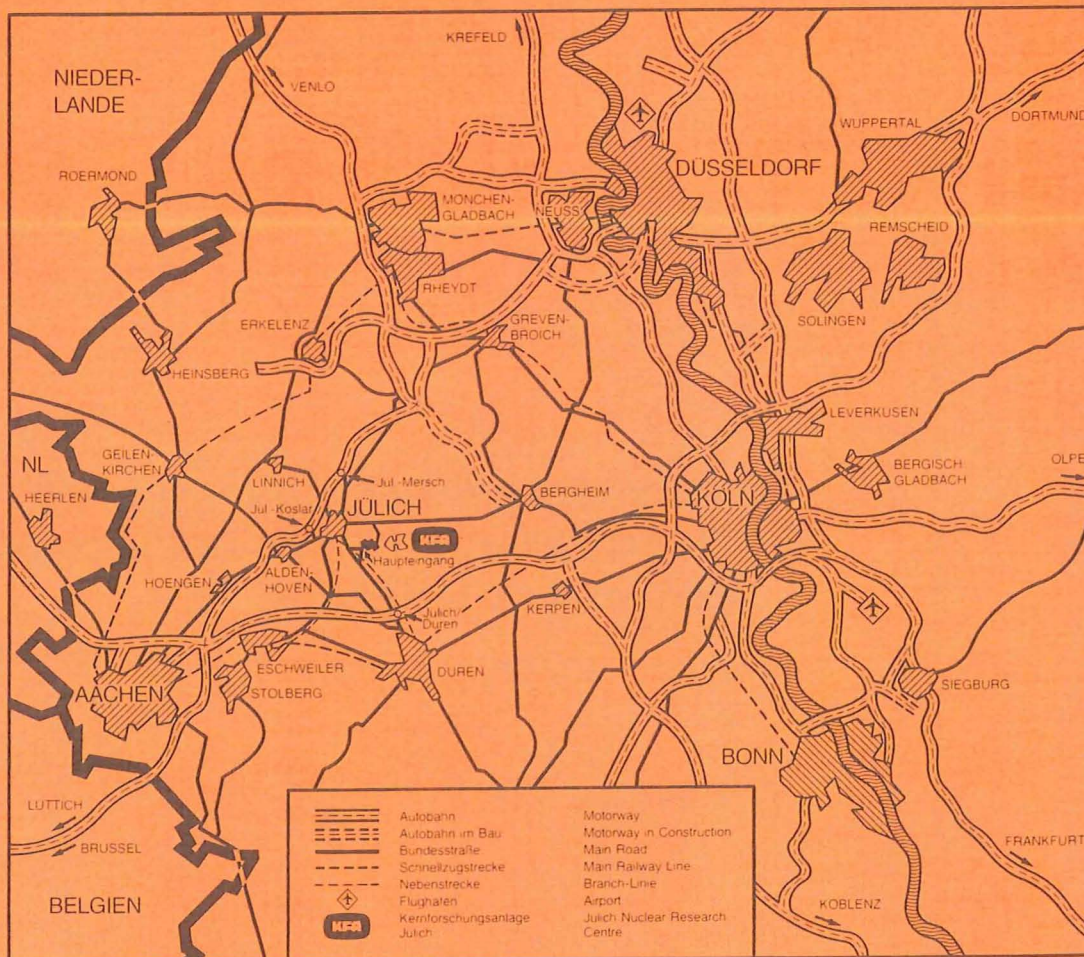 KREFELD
NIEDER-
LANDE
VENLO
DORTMUND
WUPPERTAL
DÜSSELDORF
ROERMOND
MÖNCHEN-
GLADBACH
NEUSS
REMSCHEID
RHEYDT
SOLINGEN
ERKELENZ
GREVEN-
BROICH
HEINSBERG
LEVERKUSEN
GEILEN-
KIRCHEN
NL
HEERLEN
LINNICH
Jül.-Mersch
BERGHEIM
BERGISCH
GLADBACH
OLPE
KÖLN
JÜLICH
Jül.-Koslar
KFA
Haupteingang
HOENGEN
ALDEN-
HOVEN
KERPEN
Jülich/
Düren
ESCHWEILER
DÜREN
STOLBERG
AACHEN
SIEGBURG
BONN
LÜTTICH
BRÜSSEL
BELGIEN
FRANKFURT
KOBLENZ
Autobahn Motorway
Autobahn im Bau Motorway in Construction
Bundesstraße Main Road
Schnellzugstrecke Main Railway Line
Nebenstrecke Branch-Linie
Flughafen Airport
KFA Kernforschungsanlage Jülich Nuclear Research
Jülich Centre